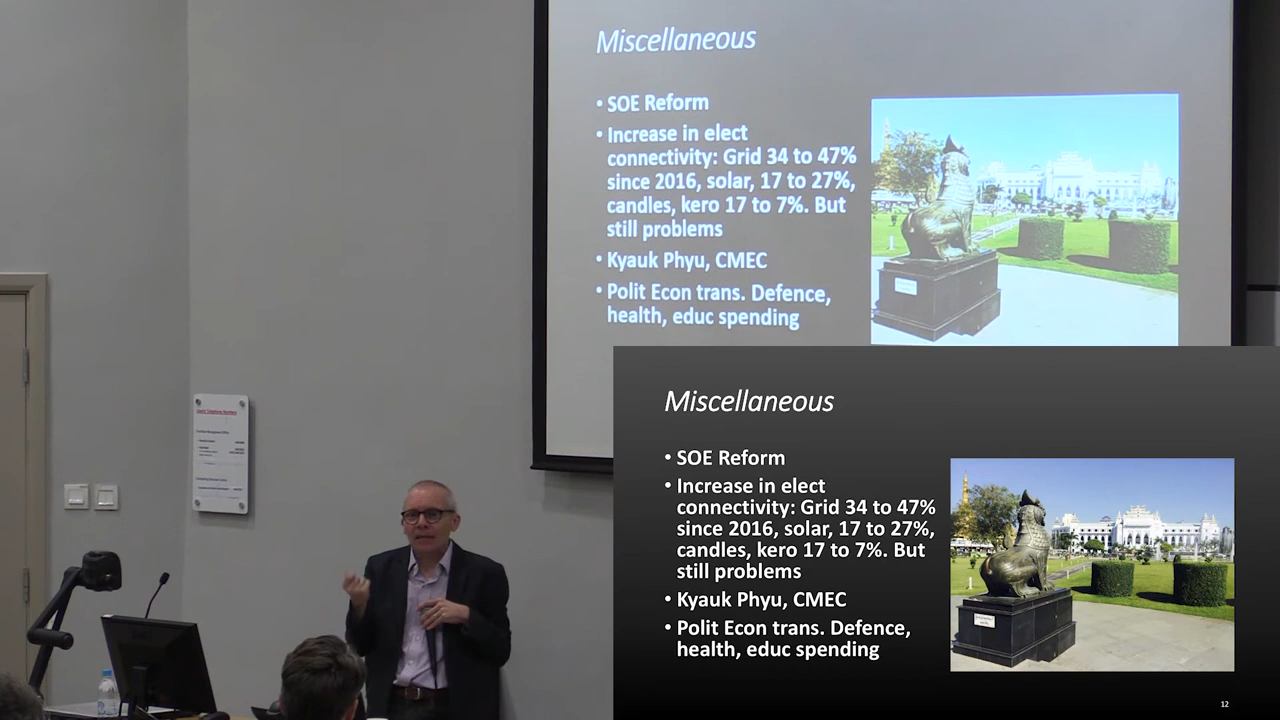 Miscellaneous
• SOE Reform
• Increase in elect
connectivity: Grid 34 to 47%
since 2016, solar, 17 to 27%,
candles, kero 17 to 7%. But
still problems
• Kyauk Phyu, CMEC
• Polit Econ trans. Defence,
health, educ spending
Miscellaneous
• SOE Reform
• Increase in elect
connectivity: Grid 34 to 47%
since 2016, solar, 17 to 27%,
candles, kero 17 to 7%. But
still problems
• Kyauk Phyu, CMEC
• Polit Econ trans. Defence,
health, educ spending
12